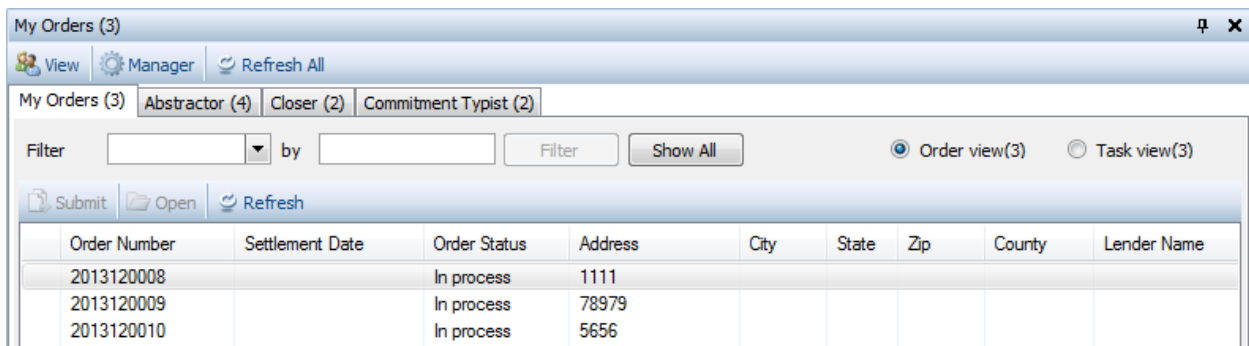 My Orders (3)
View Manager Refresh All
My Orders (3) Abstractor (4) Closer (2) Commitment Typist (2)
Filter by Filter Show All Order view(3) Task view(3)
Submit Open Refresh
Order Number Settlement Date Order Status Address City State Zip County Lender Name
2013120008 In process 1111
2013120009 In process 78979
2013120010 In process 5656